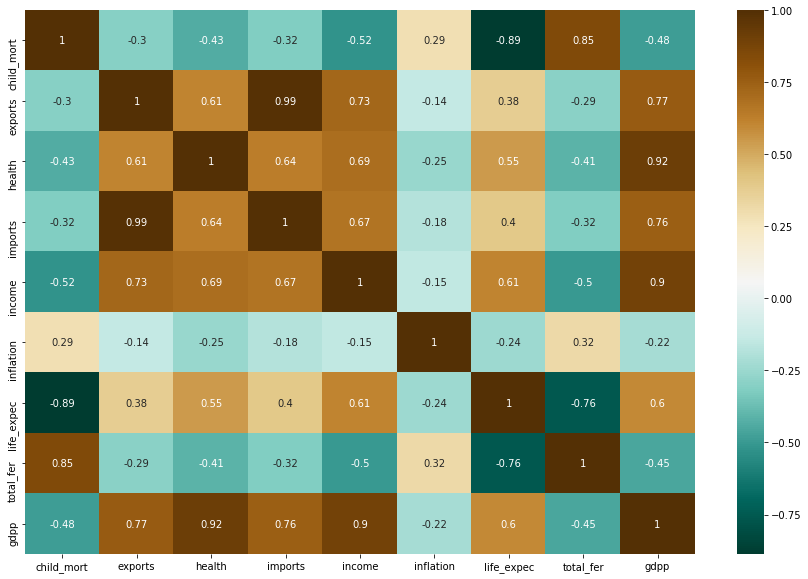 child_mort 1 -0.3 -0.43 -0.32 -0.52 0.29 -0.89 0.85 -0.48
exports -0.3 1 0.61 0.99 0.73 -0.14 0.38 -0.29 0.77
health -0.43 0.61 1 0.64 0.69 -0.25 0.55 -0.41 0.92
imports -0.32 0.99 0.64 1 0.67 -0.18 0.4 -0.32 0.76
income -0.52 0.73 0.69 0.67 1 -0.15 0.61 -0.5 0.9
inflation 0.29 -0.14 -0.25 -0.18 -0.15 1 -0.24 0.32 -0.22
life_expec -0.89 0.38 0.55 0.4 0.61 -0.24 1 -0.76 0.6
total_fer 0.85 -0.29 -0.41 -0.32 -0.5 0.32 -0.76 1 -0.45
gdpp -0.48 0.77 0.92 0.76 0.9 -0.22 0.6 -0.45 1
child_mort exports health imports income inflation life_expec total_fer gdpp
1.00
0.75
0.50
0.25
0.00
-0.25
-0.50
-0.75